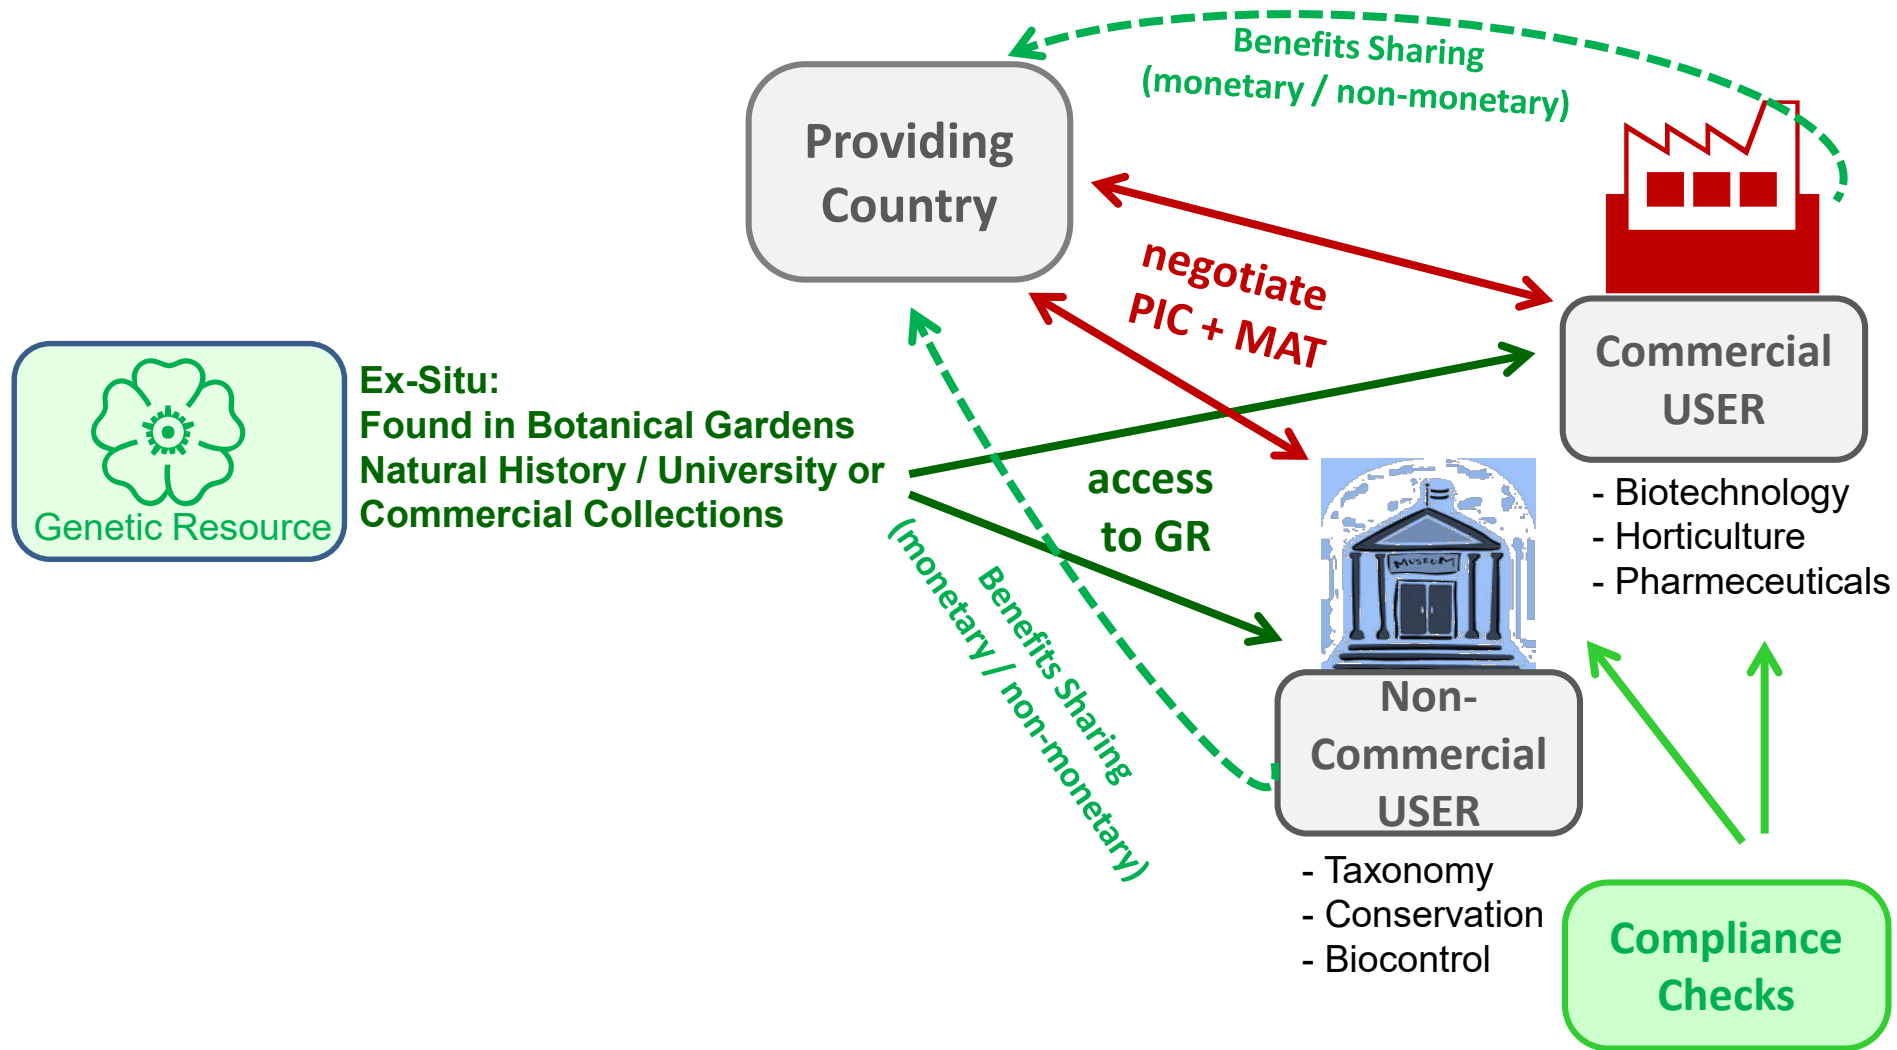 Benefits Sharing
(monetary / non-monetary)
Providing
Country
negotiate
PIC + MAT
Commercial
USER
- Biotechnology
- Horticulture
- Pharmeceuticals
Genetic Resource
Ex-Situ:
Found in Botanical Gardens
Natural History / University or
Commercial Collections
access
to GR
Benefits Sharing
(monetary / non-monetary)
MUSEUM
Non-
Commercial
USER
- Taxonomy
- Conservation
- Biocontrol
Compliance
Checks